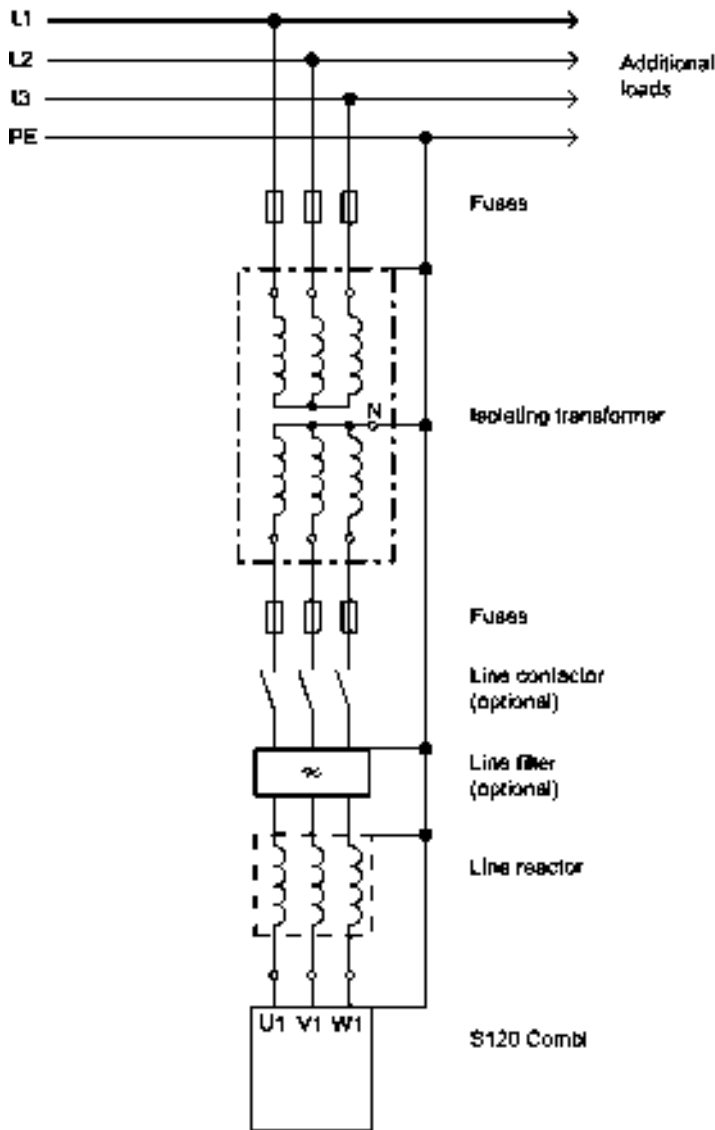 L1
L2
L3
PE
Additional
loads
Fuses
N
Isolating transformer
Fuses
Line contactor
(optional)
Line filter
(optional)
Line reactor
U1 V1 W1
S120 Combi